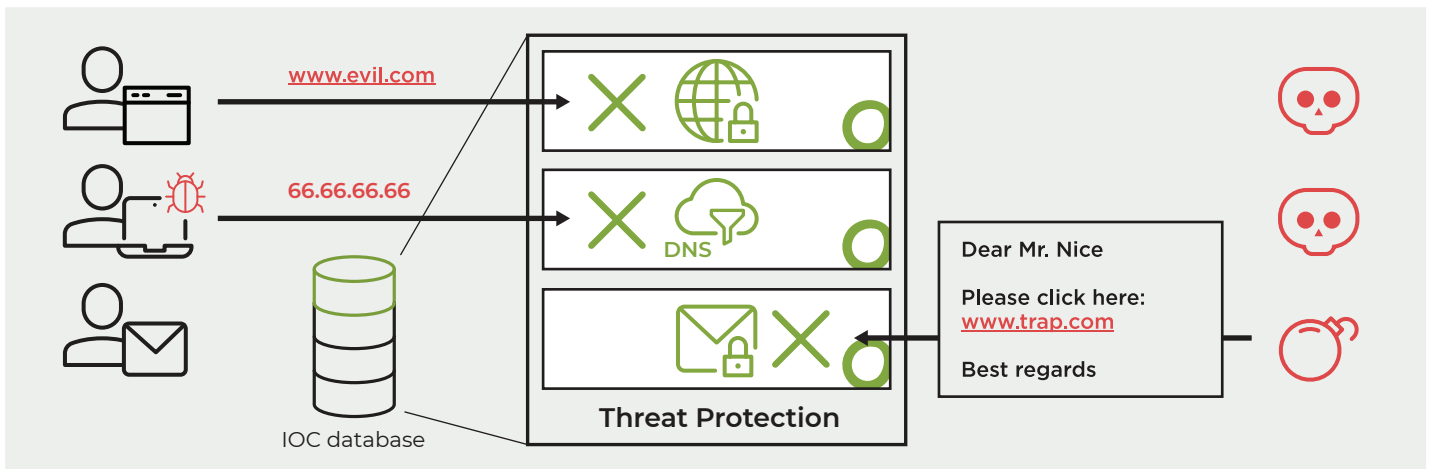 www.evil.com
66.66.66.66
DNS
Dear Mr. Nice
Please click here:
www.trap.com
Best regards
Threat Protection
IOC database